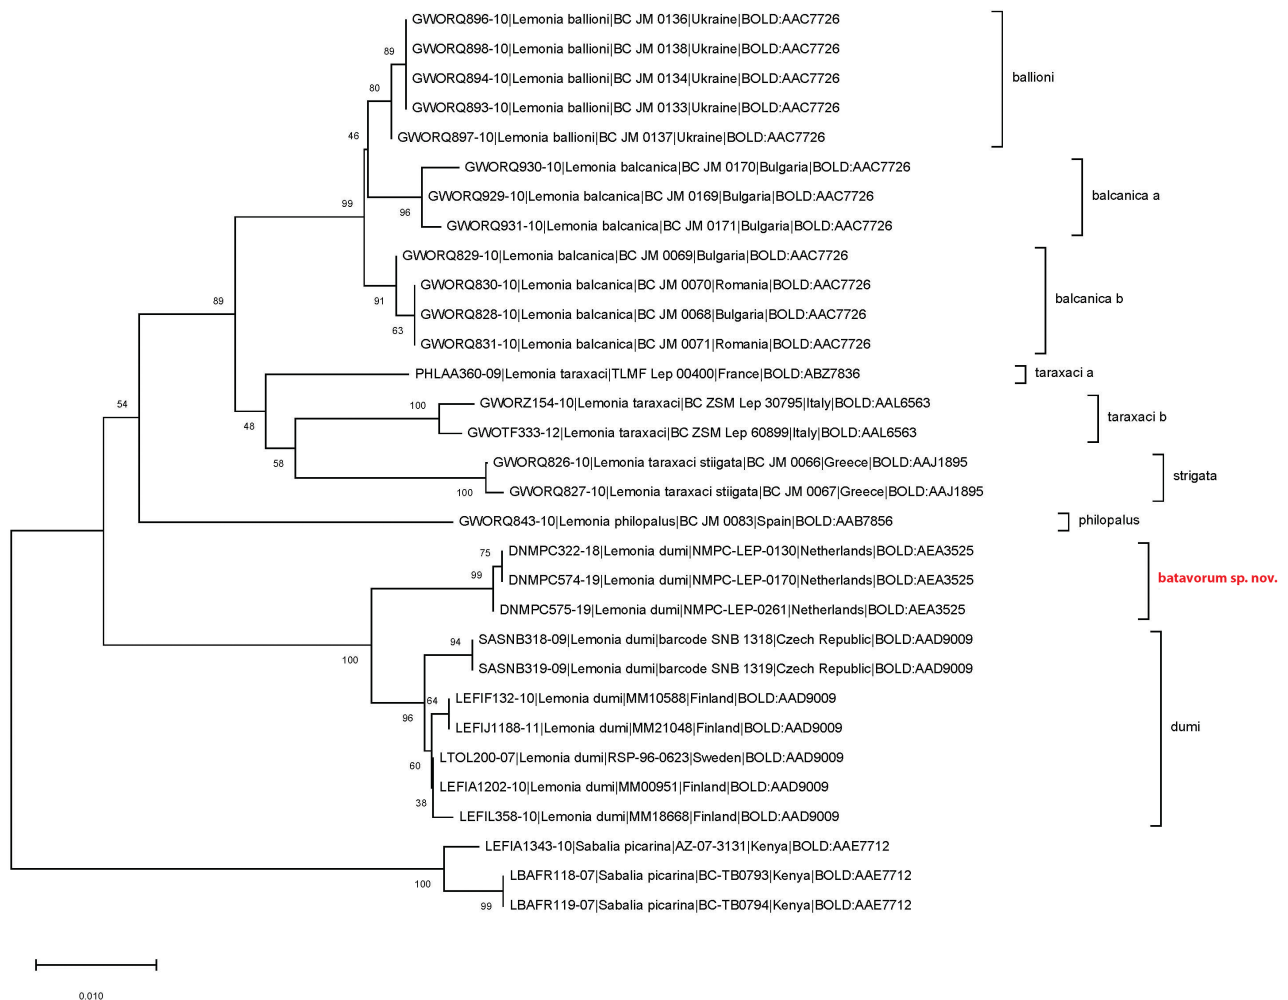 GWORQ896-10|Lemonia ballioni|BC JM 0136|Ukraine|BOLD:AAC7726
89
GWORQ898-10|Lemonia ballioni|BC JM 0138|Ukraine|BOLD:AAC7726
ballioni
GWORQ894-10|Lemonia ballioni|BC JM 0134|Ukraine|BOLD:AAC7726
80
GWORQ893-10|Lemonia ballioni|BC JM 0133|Ukraine|BOLD:AAC7726
46
GWORQ897-10|Lemonia ballioni|BC JM 0137|Ukraine|BOLD:AAC7726
GWORQ930-10|Lemonia balcanica|BC JM 0170|Bulgaria|BOLD:AAC7726
99
GWORQ929-10|Lemonia balcanica|BC JM 0169|Bulgaria|BOLD:AAC7726
balcanica a
96
GWORQ931-10|Lemonia balcanica|BC JM 0171|Bulgaria|BOLD:AAC7726
GWORQ829-10|Lemonia balcanica|BC JM 0069|Bulgaria|BOLD:AAC7726
89
91
GWORQ830-10|Lemonia balcanica|BC JM 0070|Romania|BOLD:AAC7726
balcanica b
63
GWORQ828-10|Lemonia balcanica|BC JM 0068|Bulgaria|BOLD:AAC7726
GWORQ831-10|Lemonia balcanica|BC JM 0071|Romania|BOLD:AAC7726
PHLAA360-09|Lemonia taraxaci|TLMF Lep 00400|France|BOLD:ABZ7836
taraxaci a
54
48
100
GWORZ154-10|Lemonia taraxaci|BC ZSM Lep 30795|Italy|BOLD:AAL6563
taraxaci b
GWOTF333-12|Lemonia taraxaci|BC ZSM Lep 60899|Italy|BOLD:AAL6563
58
GWORQ826-10|Lemonia taraxaci stiigata|BC JM 0066|Greece|BOLD:AAJ1895
strigata
100
GWORQ827-10|Lemonia taraxaci stiigata|BC JM 0067|Greece|BOLD:AAJ1895
GWORQ843-10|Lemonia philopalus|BC JM 0083|Spain|BOLD:AAB7856
philopalus
75
DNMPC322-18|Lemonia dumi|NMPC-LEP-0130|Netherlands|BOLD:AEA3525
99
DNMPC574-19|Lemonia dumi|NMPC-LEP-0170|Netherlands|BOLD:AEA3525
batavorum sp. nov.
DNMPC575-19|Lemonia dumi|NMPC-LEP-0261|Netherlands|BOLD:AEA3525
100
94
SASNB318-09|Lemonia dumi|barcode SNB 1318|Czech Republic|BOLD:AAD9009
SASNB319-09|Lemonia dumi|barcode SNB 1319|Czech Republic|BOLD:AAD9009
64
LEFIF132-10|Lemonia dumi|MM10588|Finland|BOLD:AAD9009
96
LEFIJ1188-11|Lemonia dumi|MM21048|Finland|BOLD:AAD9009
dumi
60
LTOL200-07|Lemonia dumi|RSP-96-0623|Sweden|BOLD:AAD9009
LEFIA1202-10|Lemonia dumi|MM00951|Finland|BOLD:AAD9009
38
LEFIL358-10|Lemonia dumi|MM18668|Finland|BOLD:AAD9009
LEFIA1343-10|Sabalia picarina|AZ-07-3131|Kenya|BOLD:AAE7712
100
LBAFR118-07|Sabalia picarina|BC-TB0793|Kenya|BOLD:AAE7712
99
LBAFR119-07|Sabalia picarina|BC-TB0794|Kenya|BOLD:AAE7712
0.010